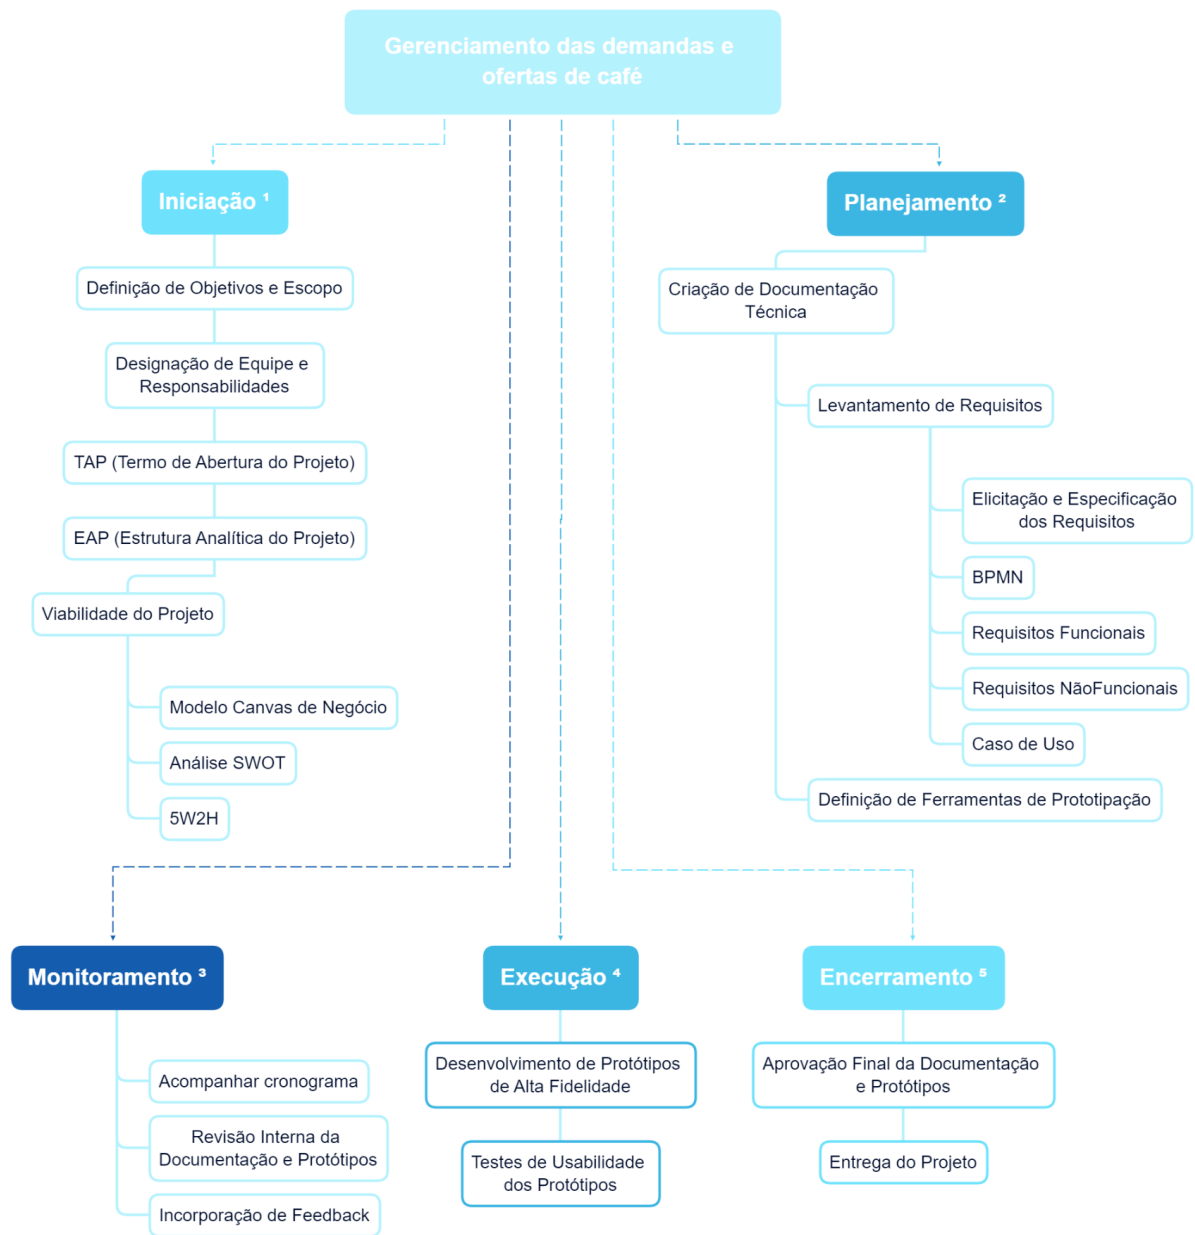 Gerenciamento das demandas e
ofertas de café
Iniciação ¹
Definição de Objetivos e Escopo
Designação de Equipe e
Responsabilidades
TAP (Termo de Abertura do Projeto)
EAP (Estrutura Analítica do Projeto)
Viabilidade do Projeto
Modelo Canvas de Negócio
Análise SWOT
5W2H
Planejamento ²
Criação de Documentação
Técnica
Levantamento de Requisitos
Elicitação e Especificação
dos Requisitos
BPMN
Requisitos Funcionais
Requisitos NãoFuncionais
Caso de Uso
Definição de Ferramentas de Prototipação
Monitoramento ³
Acompanhar cronograma
Revisão Interna da
Documentação e Protótipos
Incorporação de Feedback
Execução ⁴
Desenvolvimento de Protótipos
de Alta Fidelidade
Testes de Usabilidade
dos Protótipos
Encerramento ⁵
Aprovação Final da Documentação
e Protótipos
Entrega do Projeto